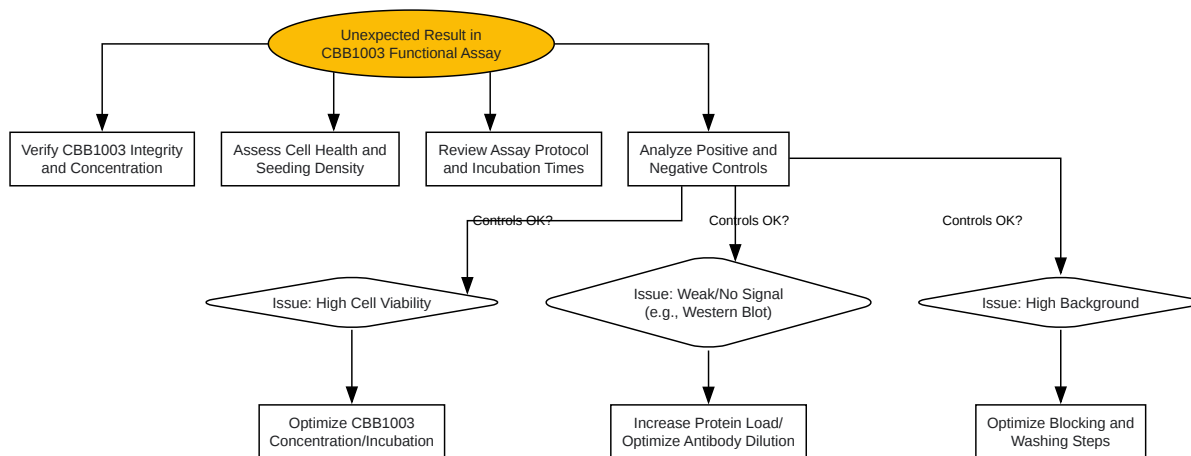 Unexpected Result in
CBB1003 Functional Assay
Verify CBB1003 Integrity
and Concentration
Assess Cell Health and
Seeding Density
Review Assay Protocol
and Incubation Times
Analyze Positive and
Negative Controls
Controls OK?
Controls OK?
Controls OK?
Issue: High Cell Viability
Issue: Weak/No Signal
(e.g., Western Blot)
Issue: High Background
Optimize CBB1003
Concentration/Incubation
Increase Protein Load/
Optimize Antibody Dilution
Optimize Blocking and
Washing Steps